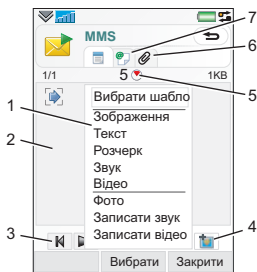 7
MMS
6
1/1
5
1KB
5
Вибрати шабло
1
Зображення
Текст
2
Розчерк
Звук
Відео
Фото
3
Записати звук
4
Записати відео
Вибрати
Закрити